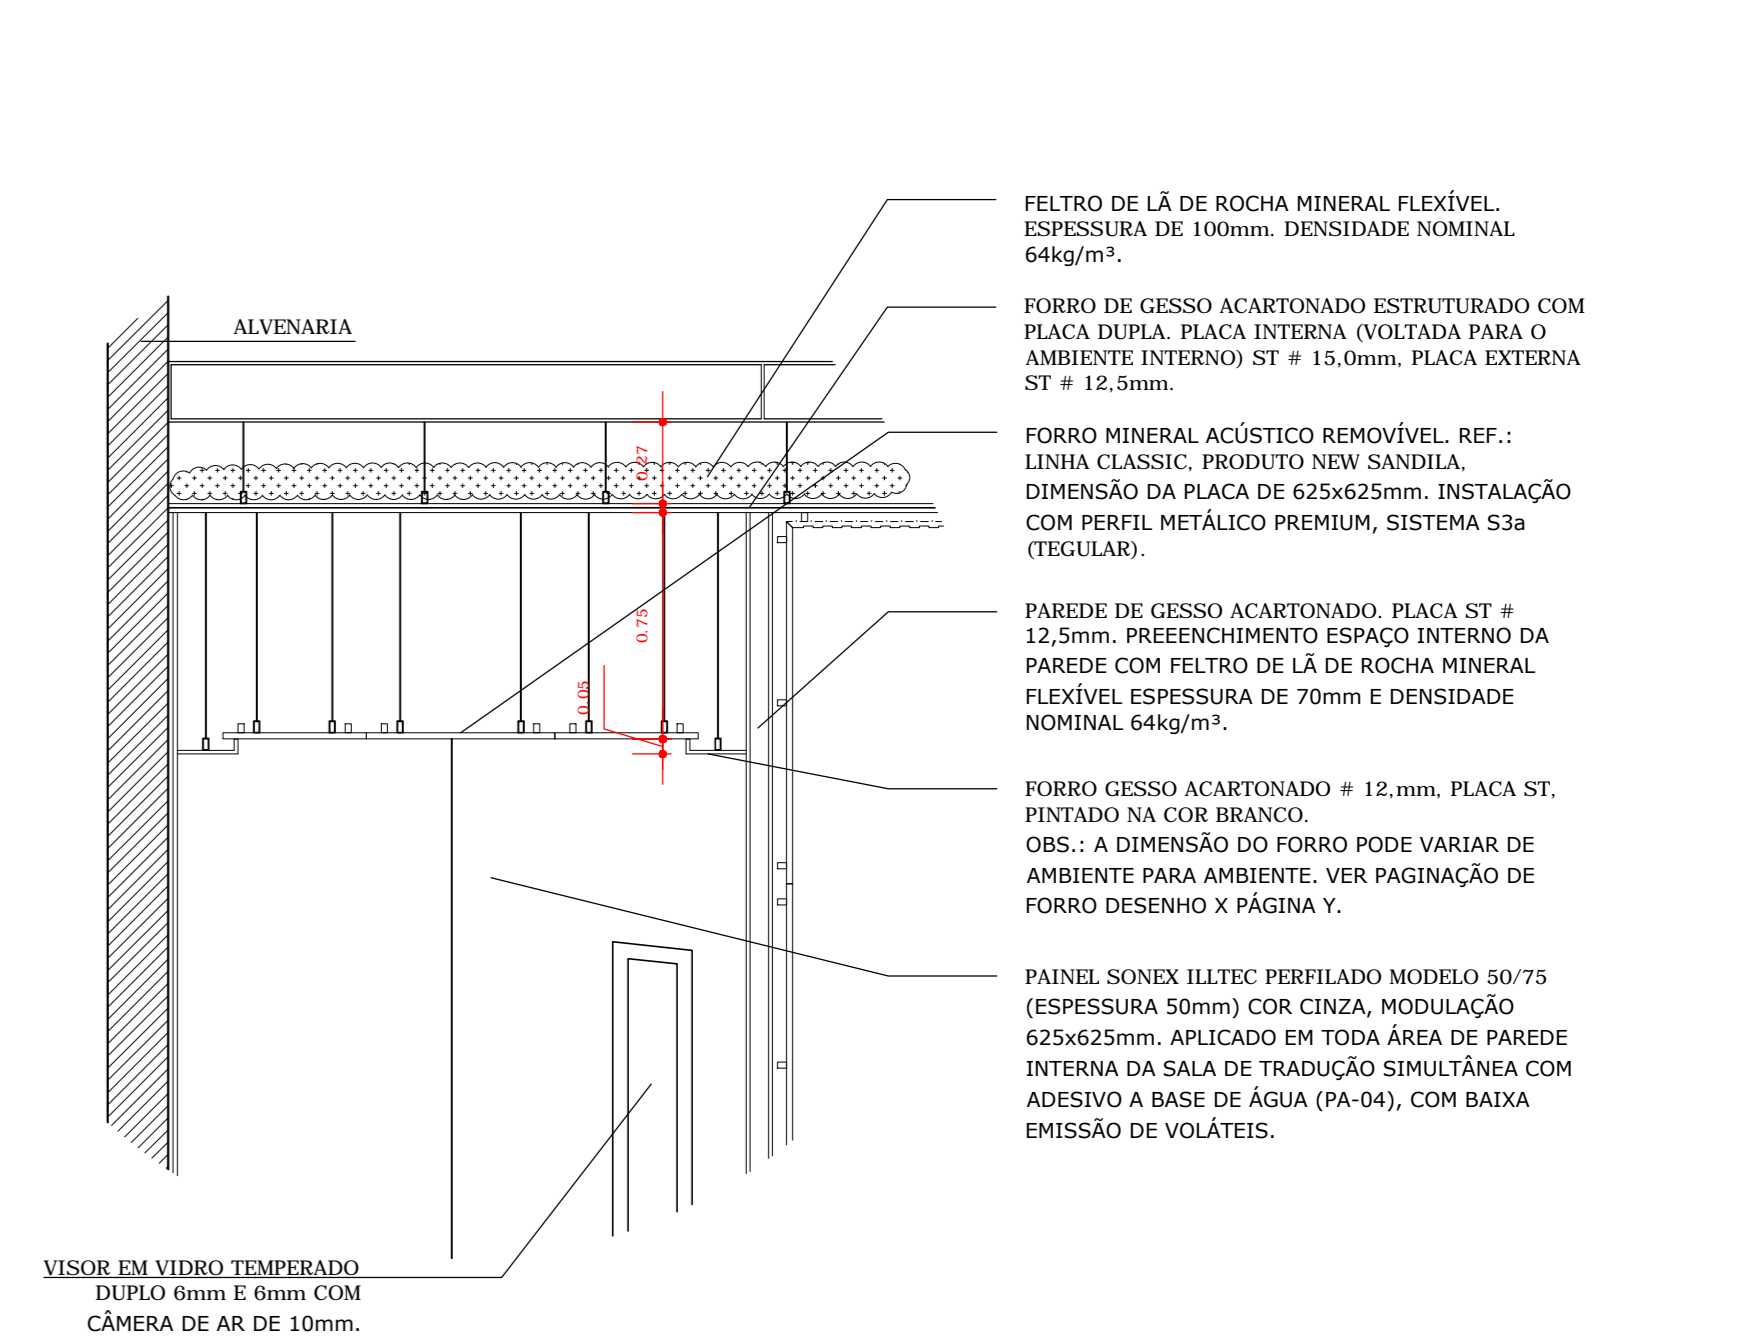 FELTRO DE LÃ DE ROCHA MINERAL FLEXÍVEL.
ESPESSURA DE 100mm. DENSIDADE NOMINAL
64kg/m³.
FORRO DE GESSO ACARTONADO ESTRUTURADO COM
PLACA DUPLA. PLACA INTERNA (VOLTADA PARA O
AMBIENTE INTERNO) ST # 15,0mm, PLACA EXTERNA
ST # 12,5mm.
ALVENARIA
FORRO MINERAL ACÚSTICO REMOVÍVEL. REF.:
LINHA CLASSIC, PRODUTO NEW SANDILA,
DIMENSÃO DA PLACA DE 625x625mm. INSTALAÇÃO
COM PERFIL METÁLICO PREMIUM, SISTEMA S3a
(TEGULAR).
0.27
0.75
0.05
PAREDE DE GESSO ACARTONADO. PLACA ST #
12,5mm. PREEENCHIMENTO ESPAÇO INTERNO DA
PAREDE COM FELTRO DE LÃ DE ROCHA MINERAL
FLEXÍVEL ESPESSURA DE 70mm E DENSIDADE
NOMINAL 64kg/m³.
FORRO GESSO ACARTONADO # 12,mm, PLACA ST,
PINTADO NA COR BRANCO.
OBS.: A DIMENSÃO DO FORRO PODE VARIAR DE
AMBIENTE PARA AMBIENTE. VER PAGINAÇÃO DE
FORRO DESENHO X PÁGINA Y.
PAINEL SONEX ILLTEC PERFILADO MODELO 50/75
(ESPESSURA 50mm) COR CINZA, MODULAÇÃO
625x625mm. APLICADO EM TODA ÁREA DE PAREDE
INTERNA DA SALA DE TRADUÇÃO SIMULTÂNEA COM
ADESIVO A BASE DE ÁGUA (PA-04), COM BAIXA
EMISSÃO DE VOLÁTEIS.
VISOR EM VIDRO TEMPERADO
DUPLO 6mm E 6mm COM
CÂMERA DE AR DE 10mm.